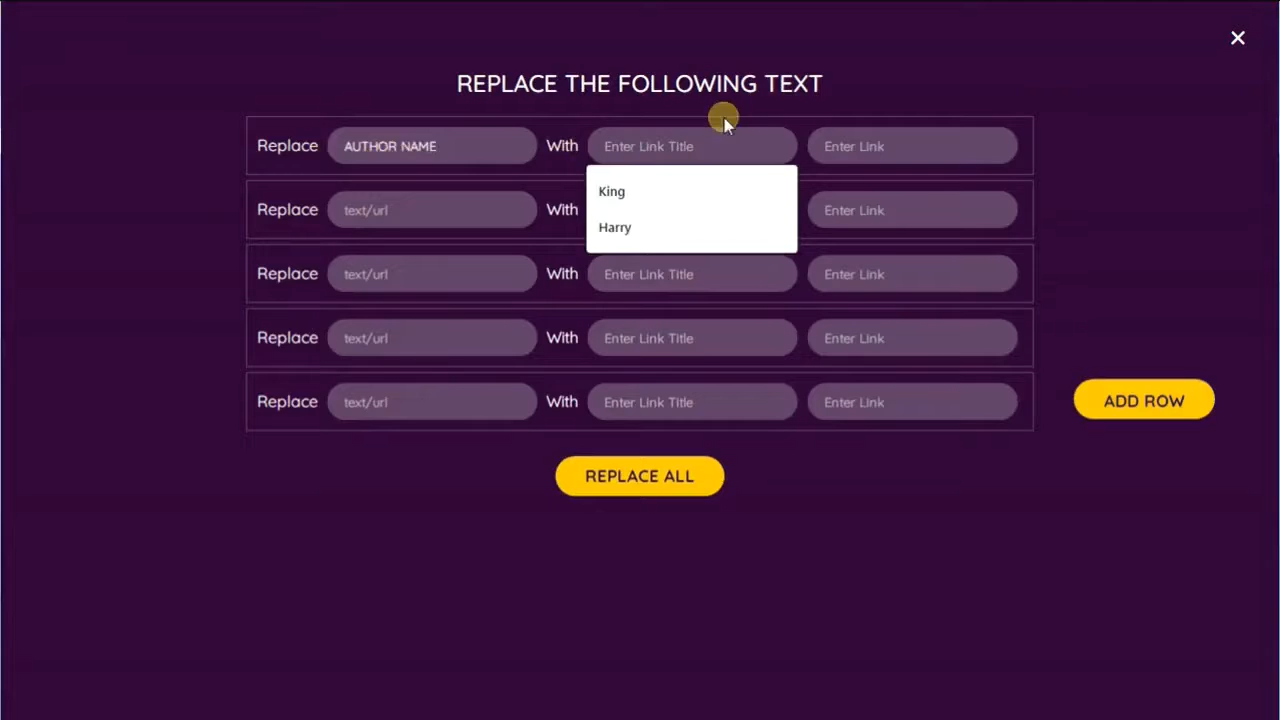 REPLACE THE FOLLOWING TEXT
Replace AUTHOR NAME With Enter Link Title Enter Link
King
Replace text/url With Enter Link
Harry
Replace text/url With Enter Link Title Enter Link
Replace text/url With Enter Link Title Enter Link
Replace text/url With Enter Link Title Enter Link
ADD ROW
REPLACE ALL